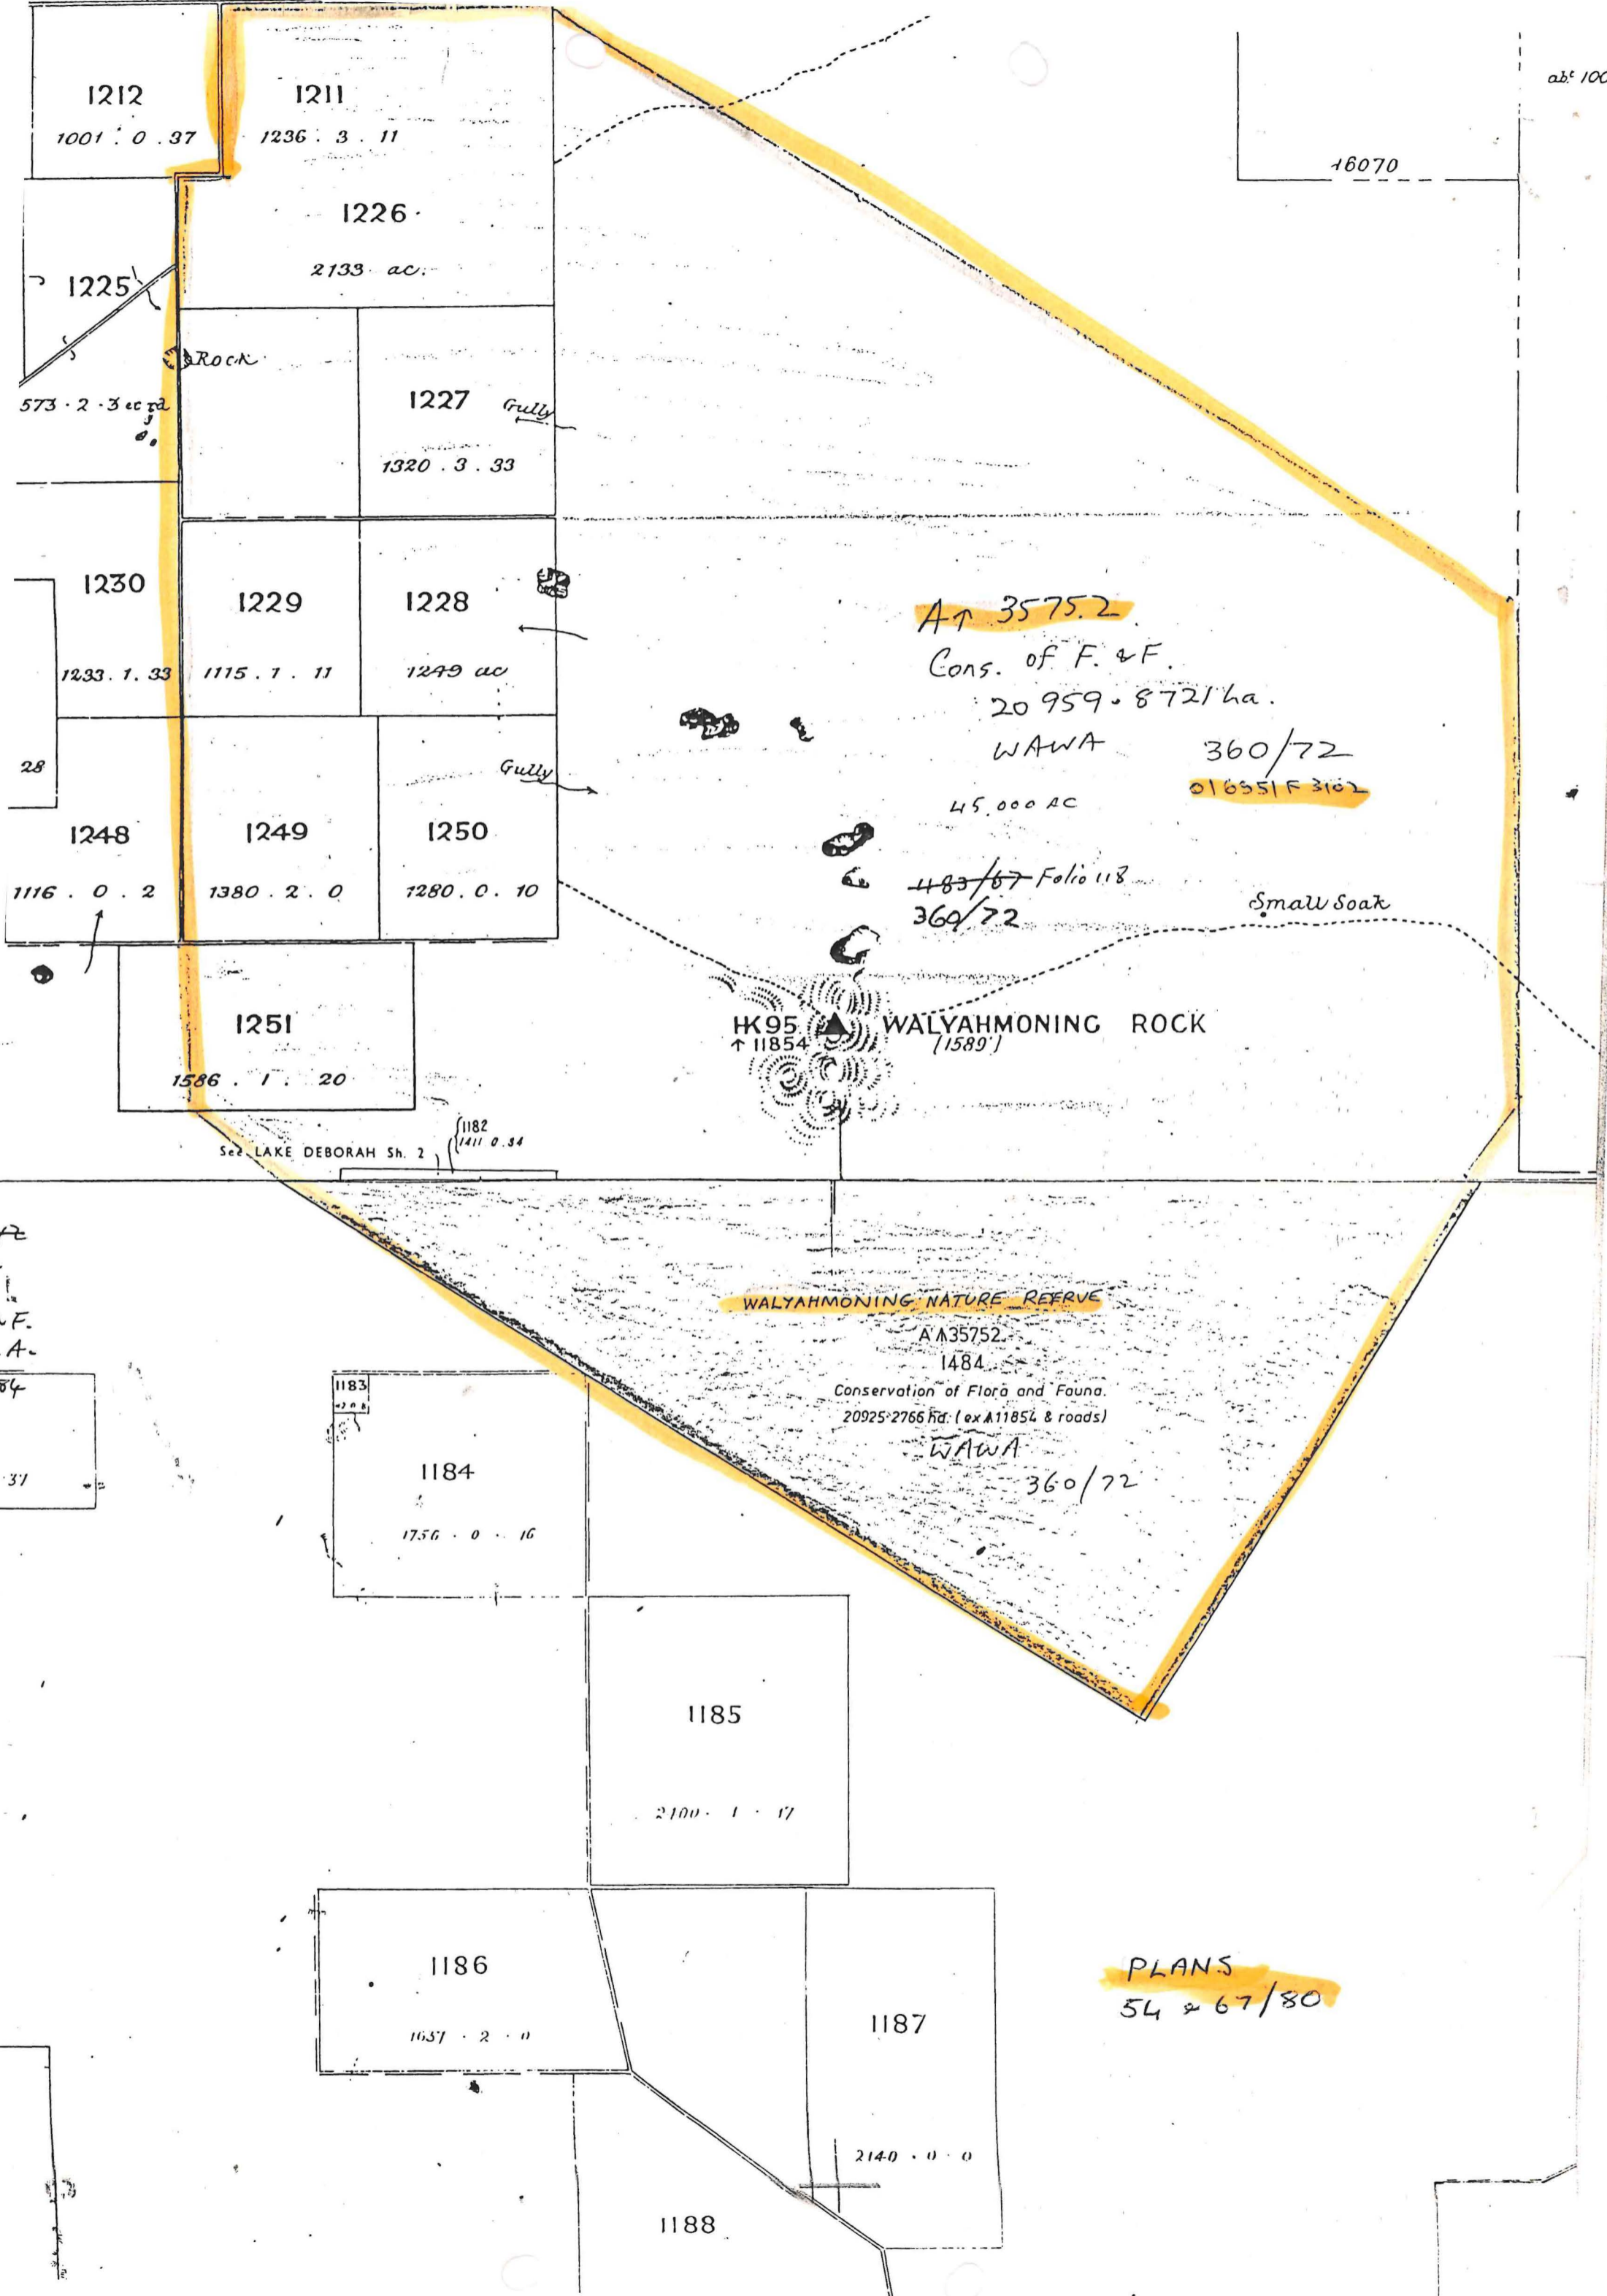 1212
1001 . 0 . 37
1211
1236 . 3 . 11
abt 100
16070
1226
2133 ac.
1225
Rock
573 . 2 . 3
1227
Gully
1320 . 3 . 33
1230
1233 . 1 . 33
1229
1115 . 1 . 11
1228
1249 ac
A↑ 35752
Cons. of F. & F.
20959.8721 ha.
WAWA 360/72
45.000 AC
28
Gully
1248
1116 . 0 . 2
1249
1380 . 2 . 0
1250
1280 . 0 . 10
483/67 Folio 118
360/72
Small Soak
1251
1586 . 1 . 20
HK95
↑ 11854
WALYAHMONING ROCK
(1589')
See LAKE DEBORAH Sh. 2
1182
1411 0.34
F.
A.
WALYAHMONING NATURE REERVE
A↑35752
1484
Conservation of Flora and Fauna.
20925.2766 ha. (ex A11854 & roads)
WAWA
360/72
1183
1184
1756 . 0 . 16
1185
2100 . 1 . 17
1186
1637 . 2 . 0
1187
2140 . 0 . 0
PLANS
54 & 67/80
1188